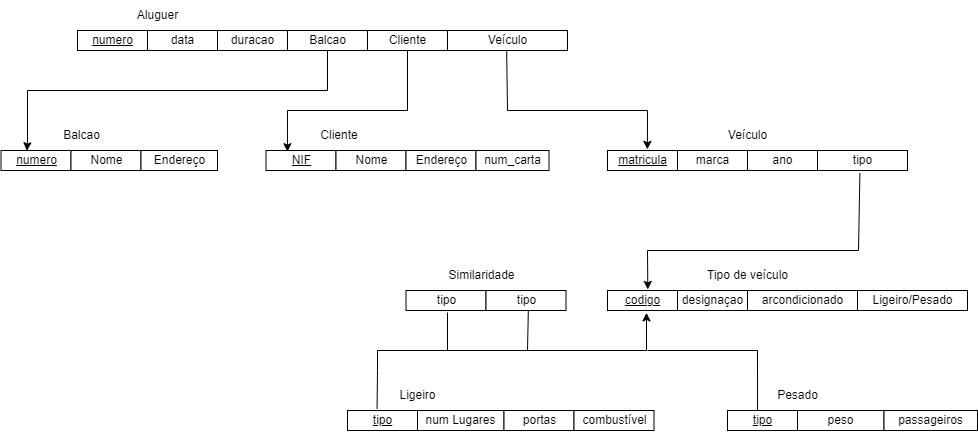 Aluguer
numero data duracao Balcao Cliente Veículo
Balcao Cliente Veículo
numero Nome Endereço NIF Nome Endereço num_carta matricula marca ano tipo
Similaridade Tipo de veículo
tipo tipo codigo designaçao arcondicionado Ligeiro/Pesado
Ligeiro Pesado
tipo num Lugares portas combustível tipo peso passageiros